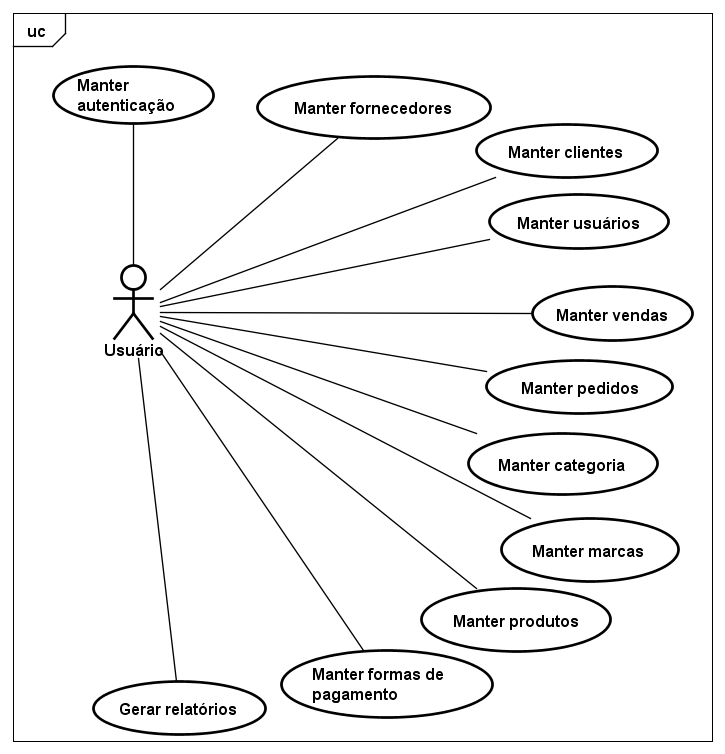 uc
Manter
autenticação
Manter fornecedores
Manter clientes
Manter usuários
Manter vendas
Usuário
Manter pedidos
Manter categoria
Manter marcas
Manter produtos
Manter formas de
pagamento
Gerar relatórios